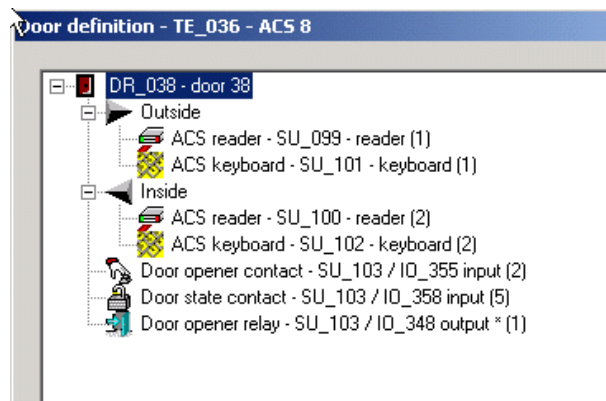 Door definition - TE_036 - ACS 8
DR_038 - door 38
Outside
ACS reader - SU_099 - reader (1)
ACS keyboard - SU_101 - keyboard (1)
Inside
ACS reader - SU_100 - reader (2)
ACS keyboard - SU_102 - keyboard (2)
Door opener contact - SU_103 / IO_355 input (2)
Door state contact - SU_103 / IO_358 input (5)
Door opener relay - SU_103 / IO_348 output * (1)